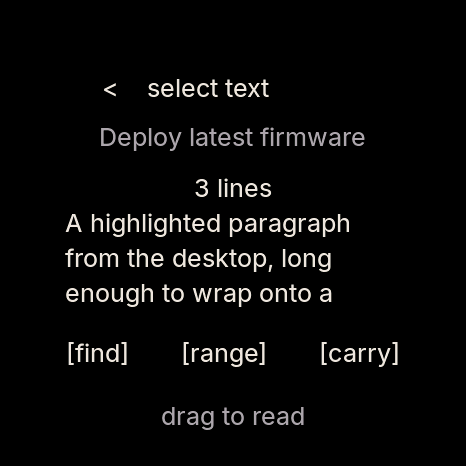 < select text
Deploy latest firmware
3 lines
A highlighted paragraph
from the desktop, long
enough to wrap onto a
[find] [range] [carry]
drag to read